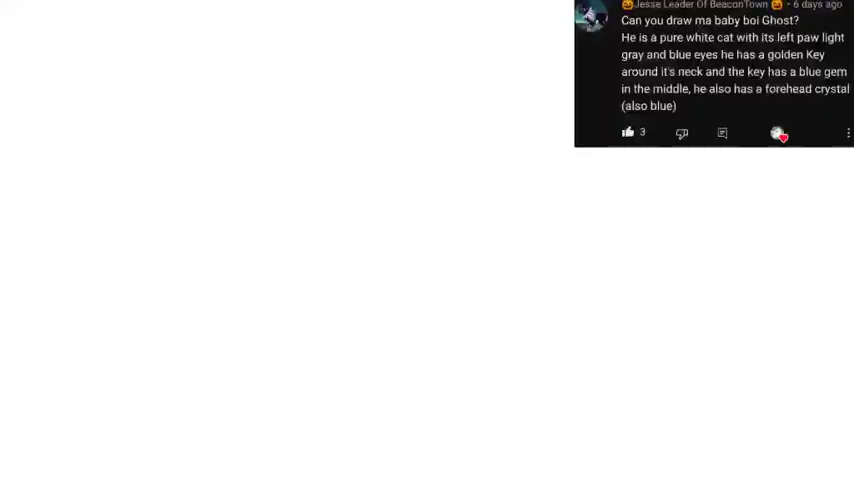 🎃Jesse Leader Of BeaconTown 🎃 · 6 days ago
Can you draw ma baby boi Ghost?
He is a pure white cat with its left paw light
gray and blue eyes he has a golden Key
around it's neck and the key has a blue gem
in the middle, he also has a forehead crystal
(also blue)
3